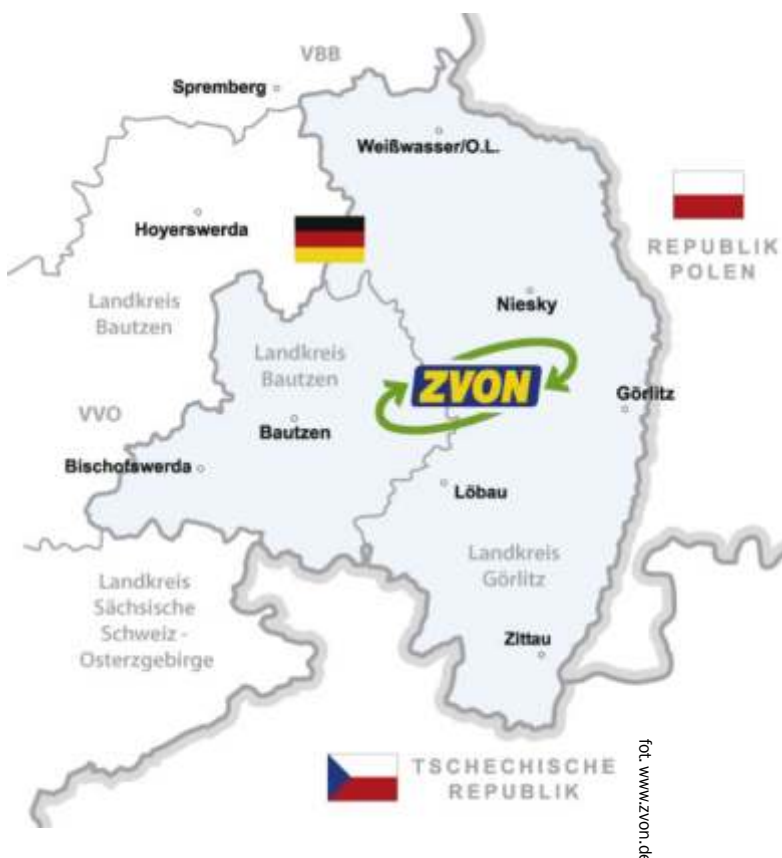 VBB
Spremberg
Weißwasser/O.L.
Hoyerswerda
REPUBLIK
POLEN
Landkreis
Bautzen
Niesky
Landkreis
Bautzen
ZVON
Görlitz
VVO
Bautzen
Bischofswerda
Löbau
Landkreis
Görlitz
Landkreis
Sächsische
Schweiz -
Osterzgebirge
Zittau
TSCHECHISCHE
REPUBLIK
fot. www.zvon.de